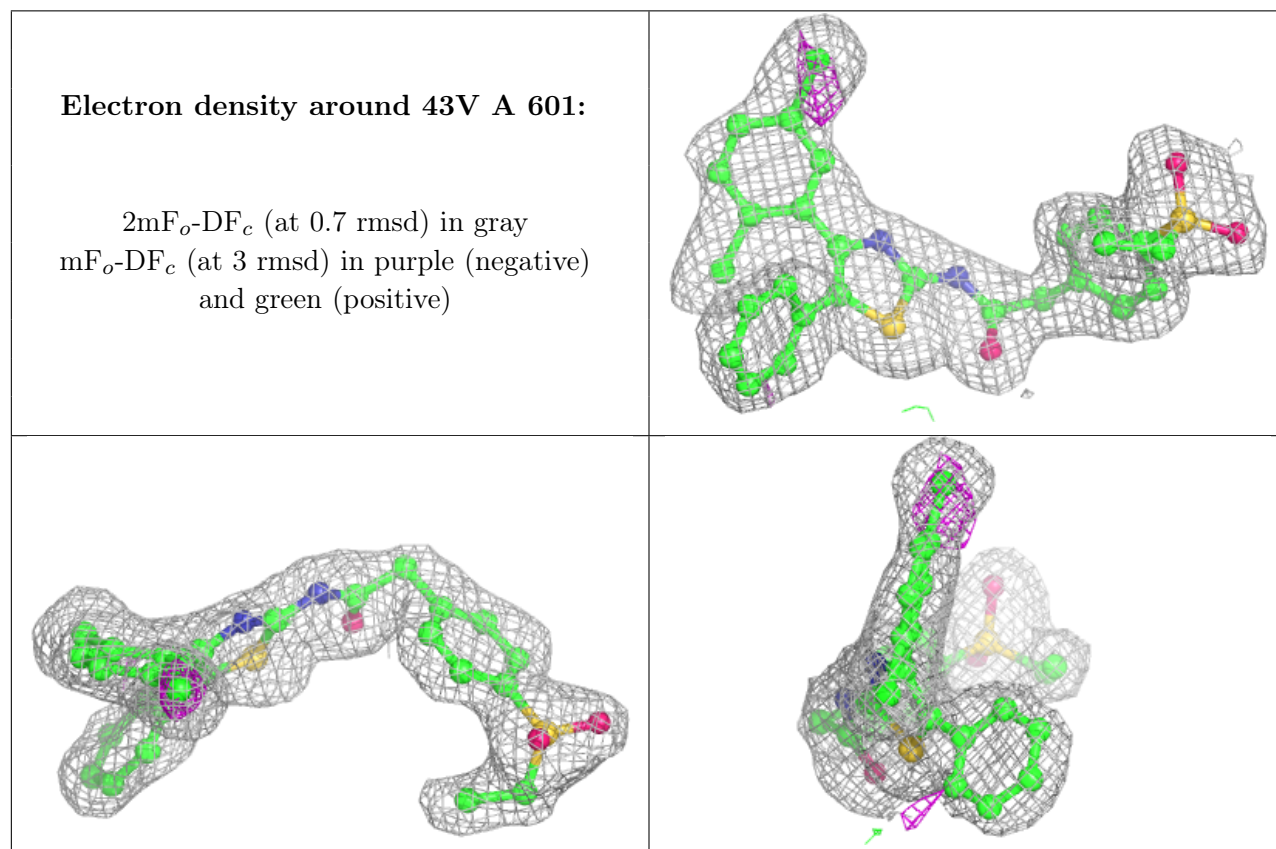 Electron density around 43V A 601:
2mFo-DFc (at 0.7 rmsd) in gray
mFo-DFc (at 3 rmsd) in purple (negative)
and green (positive)